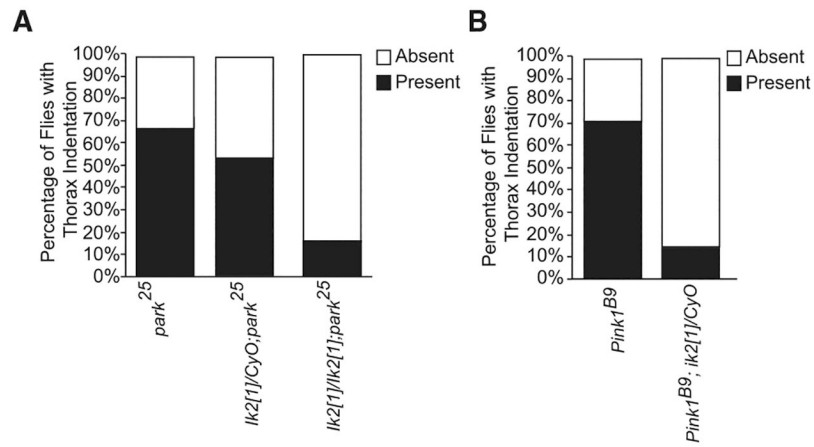 A
Percentage of Flies with
Thorax Indentation
100%
90%
80%
70%
60%
50%
40%
30%
20%
10%
0%
Absent
Present
park25
Ik2[1]/CyO;park25
Ik2[1]/Ik2[1];park25
B
Percentage of Flies with
Thorax Indentation
100%
90%
80%
70%
60%
50%
40%
30%
20%
10%
0%
Absent
Present
Pink1B9
Pink1B9; ik2[1]/CyO